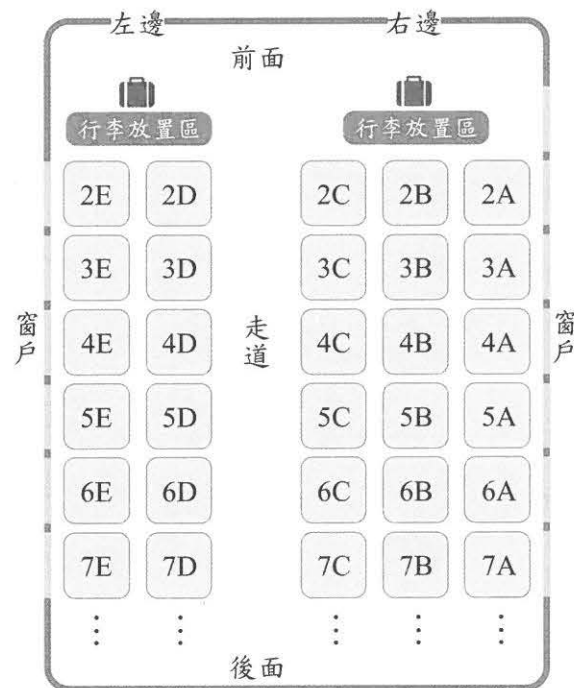 左邊 右邊
前面
行李放置區 行李放置區
2E 2D 2C 2B 2A
3E 3D 3C 3B 3A
窗戶 4E 4D 走道 4C 4B 4A 窗戶
5E 5D 5C 5B 5A
6E 6D 6C 6B 6A
7E 7D 7C 7B 7A
後面